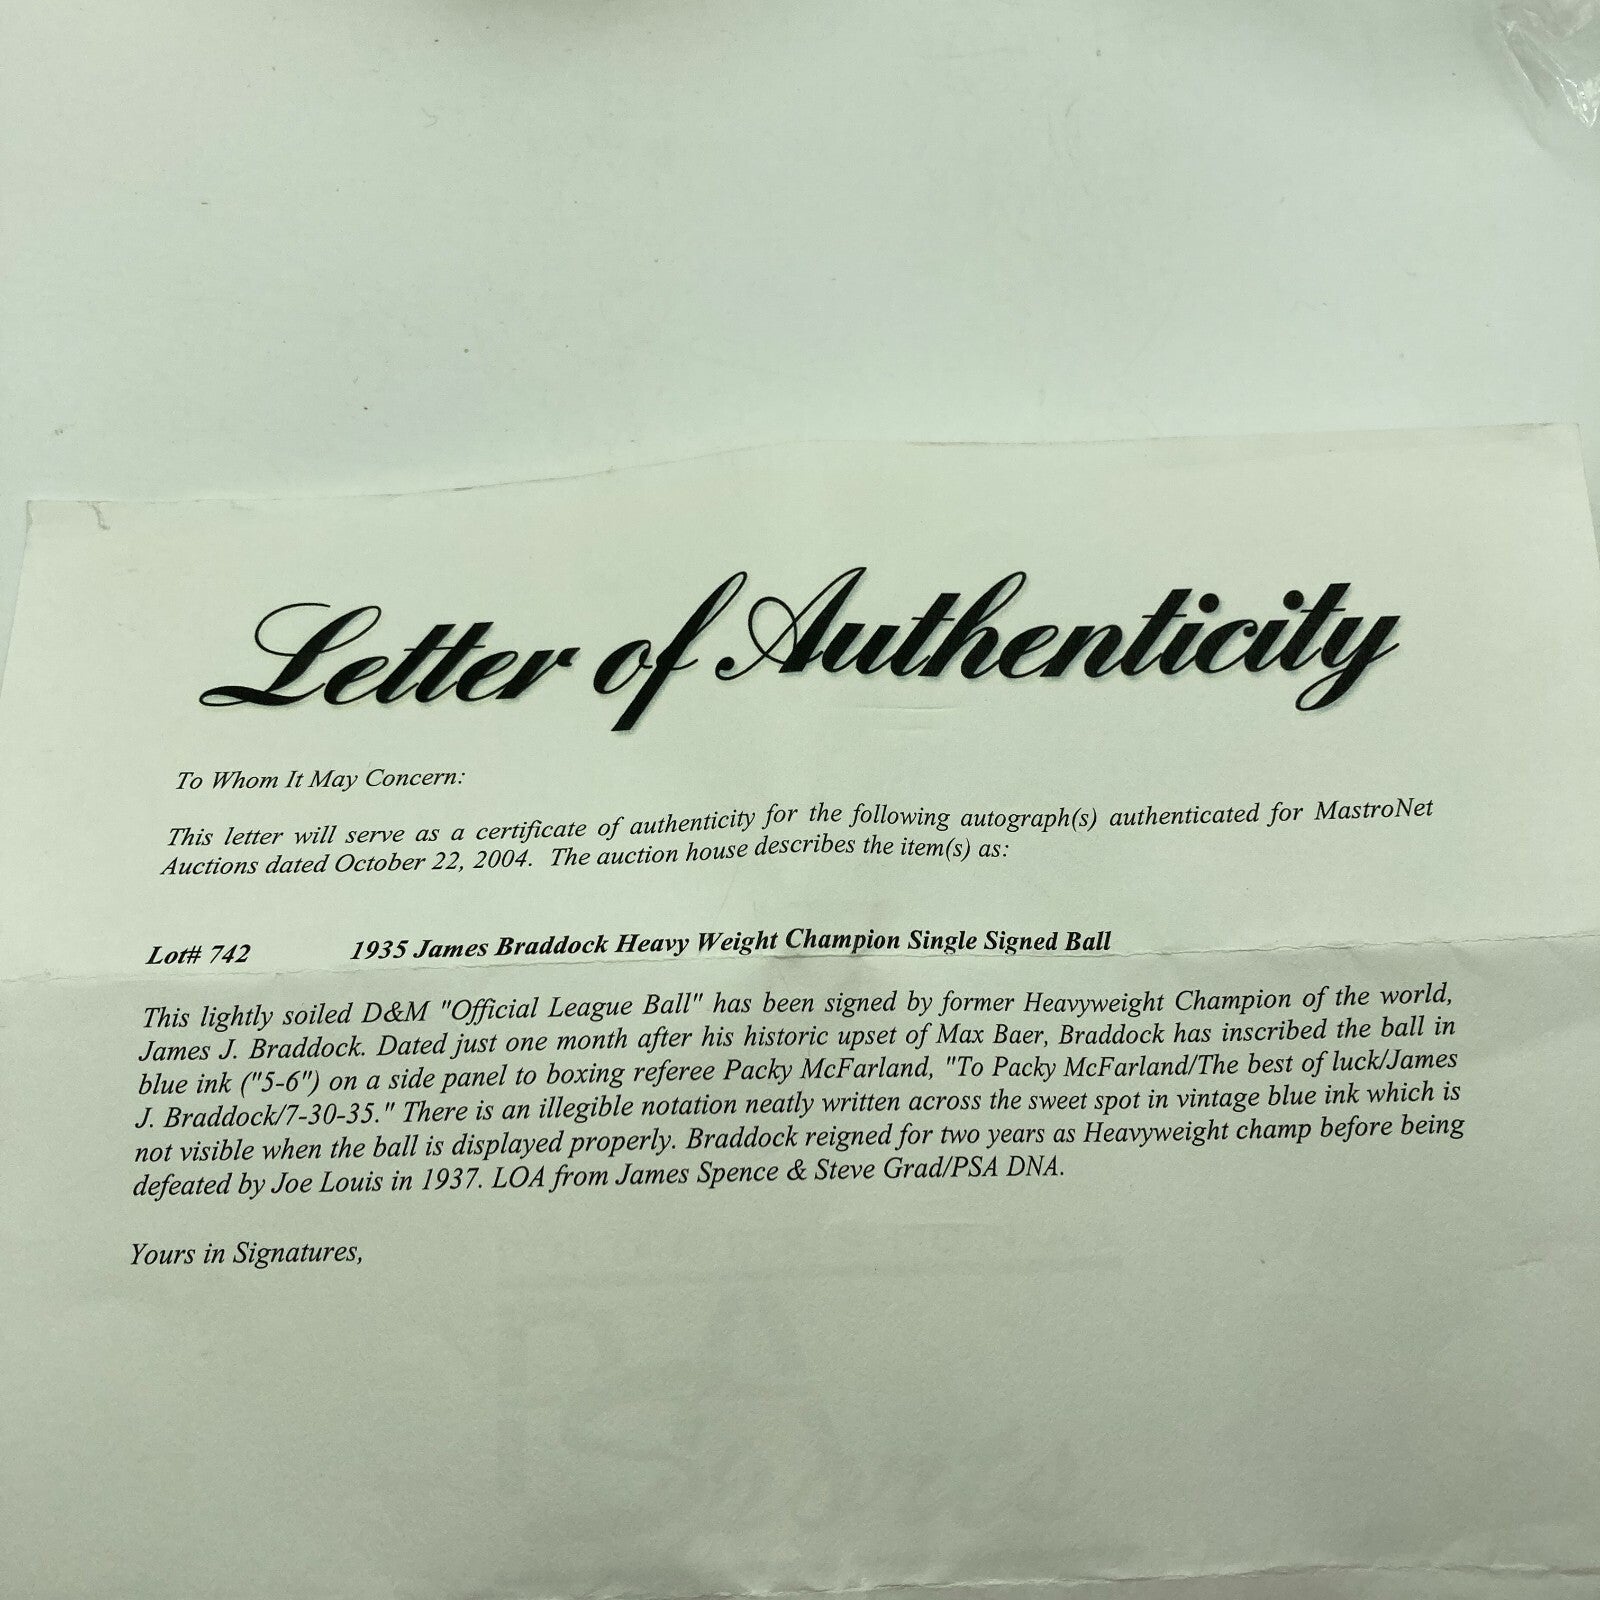 Letter of Authenticity
To Whom It May Concern:
This letter will serve as a certificate of authenticity for the following autograph(s) authenticated for MastroNet
Auctions dated October 22, 2004. The auction house describes the item(s) as:
Lot# 742 1935 James Braddock Heavy Weight Champion Single Signed Ball
This lightly soiled D&M "Official League Ball" has been signed by former Heavyweight Champion of the world,
James J. Braddock. Dated just one month after his historic upset of Max Baer, Braddock has inscribed the ball in
blue ink ("5-6") on a side panel to boxing referee Packy McFarland, "To Packy McFarland/The best of luck/James
J. Braddock/7-30-35." There is an illegible notation neatly written across the sweet spot in vintage blue ink which is
not visible when the ball is displayed properly. Braddock reigned for two years as Heavyweight champ before being
defeated by Joe Louis in 1937. LOA from James Spence & Steve Grad/PSA DNA.
Yours in Signatures,